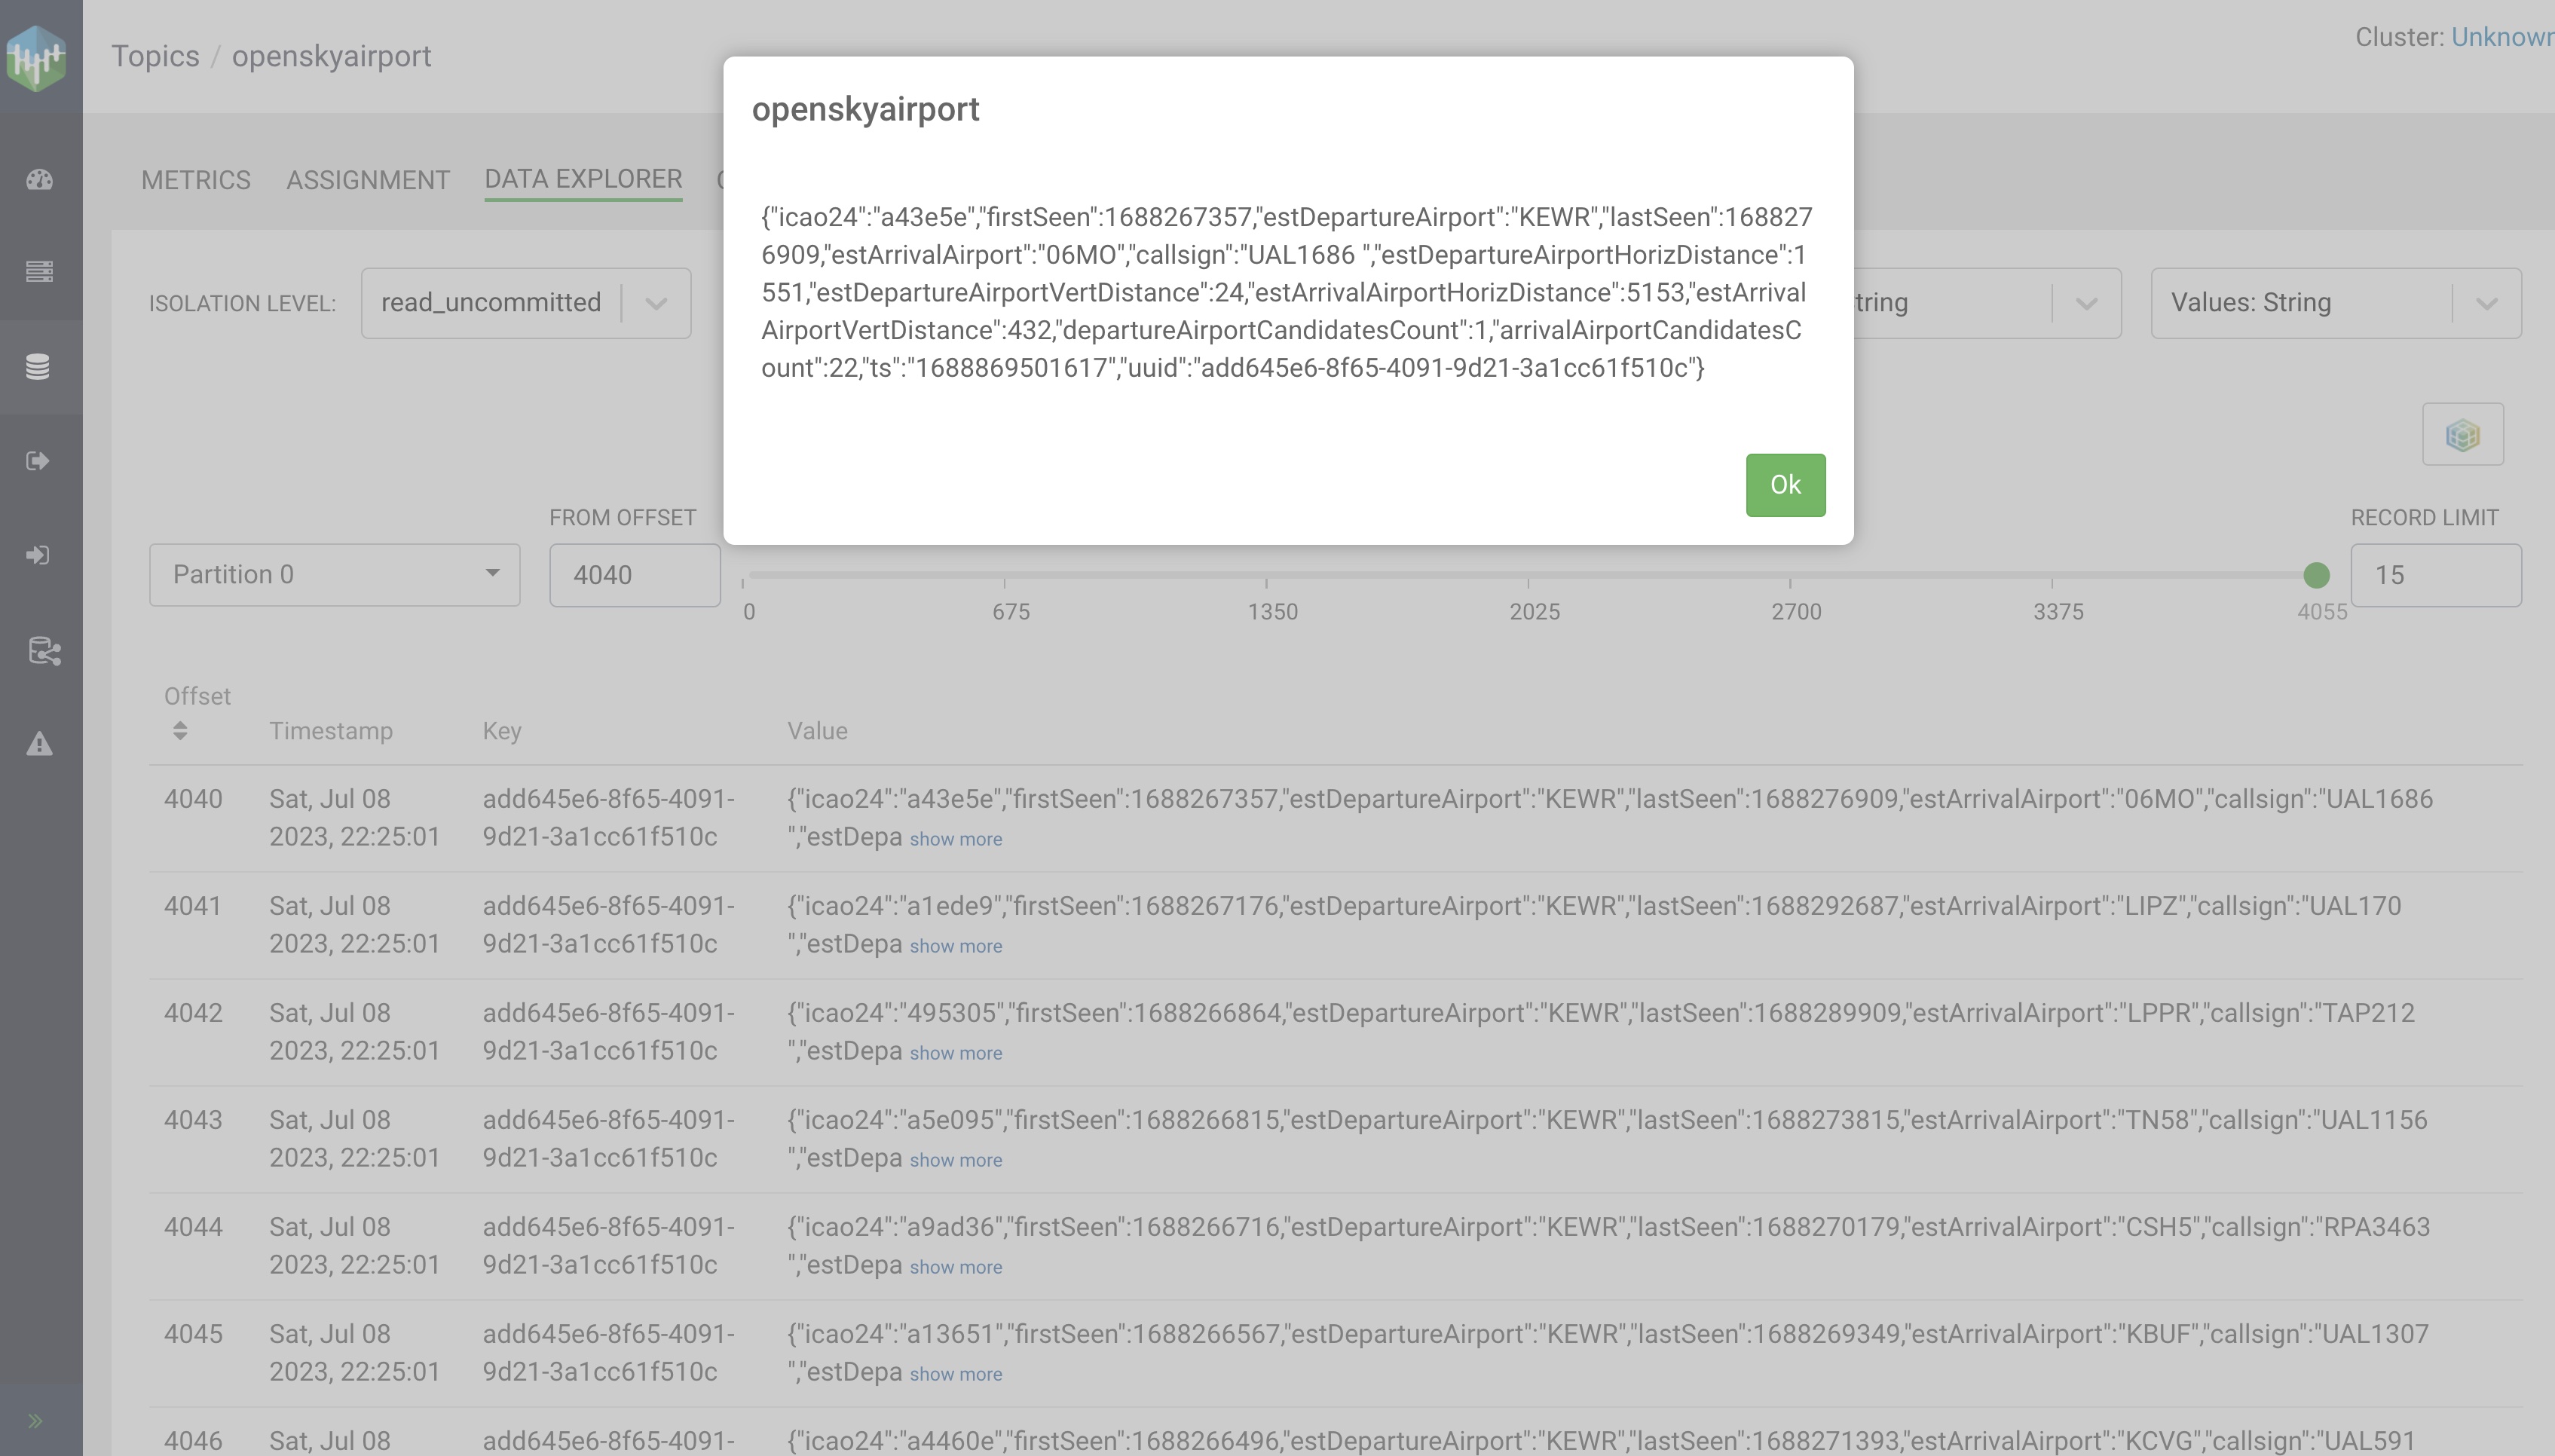 Topics / openskyairport
Cluster: Unknown
openskyairport
METRICS ASSIGNMENT DATA EXPLORER
{"icao24":"a43e5e","firstSeen":1688267357,"estDepartureAirport":"KEWR","lastSeen":168827
6909,"estArrivalAirport":"06MO","callsign":"UAL1686 ","estDepartureAirportHorizDistance":1
551,"estDepartureAirportVertDistance":24,"estArrivalAirportHorizDistance":5153,"estArrival
AirportVertDistance":432,"departureAirportCandidatesCount":1,"arrivalAirportCandidatesC
ount":22,"ts":"1688869501617","uuid":"add645e6-8f65-4091-9d21-3a1cc61f510c"}
Ok
ISOLATION LEVEL: read_uncommitted
tring
Values: String
FROM OFFSET
RECORD LIMIT
Partition 0
4040
15
0 675 1350 2025 2700 3375 4055
Offset
Timestamp Key Value
4040 Sat, Jul 08 add645e6-8f65-4091- {"icao24":"a43e5e","firstSeen":1688267357,"estDepartureAirport":"KEWR","lastSeen":1688276909,"estArrivalAirport":"06MO","callsign":"UAL1686
2023, 22:25:01 9d21-3a1cc61f510c ","estDepa show more
4041 Sat, Jul 08 add645e6-8f65-4091- {"icao24":"a1ede9","firstSeen":1688267176,"estDepartureAirport":"KEWR","lastSeen":1688292687,"estArrivalAirport":"LIPZ","callsign":"UAL170
2023, 22:25:01 9d21-3a1cc61f510c ","estDepa show more
4042 Sat, Jul 08 add645e6-8f65-4091- {"icao24":"495305","firstSeen":1688266864,"estDepartureAirport":"KEWR","lastSeen":1688289909,"estArrivalAirport":"LPPR","callsign":"TAP212
2023, 22:25:01 9d21-3a1cc61f510c ","estDepa show more
4043 Sat, Jul 08 add645e6-8f65-4091- {"icao24":"a5e095","firstSeen":1688266815,"estDepartureAirport":"KEWR","lastSeen":1688273815,"estArrivalAirport":"TN58","callsign":"UAL1156
2023, 22:25:01 9d21-3a1cc61f510c ","estDepa show more
4044 Sat, Jul 08 add645e6-8f65-4091- {"icao24":"a9ad36","firstSeen":1688266716,"estDepartureAirport":"KEWR","lastSeen":1688270179,"estArrivalAirport":"CSH5","callsign":"RPA3463
2023, 22:25:01 9d21-3a1cc61f510c ","estDepa show more
4045 Sat, Jul 08 add645e6-8f65-4091- {"icao24":"a13651","firstSeen":1688266567,"estDepartureAirport":"KEWR","lastSeen":1688269349,"estArrivalAirport":"KBUF","callsign":"UAL1307
2023, 22:25:01 9d21-3a1cc61f510c ","estDepa show more
4046 Sat, Jul 08 add645e6-8f65-4091- {"icao24":"a4460e","firstSeen":1688266496,"estDepartureAirport":"KEWR","lastSeen":1688271393,"estArrivalAirport":"KCVG","callsign":"UAL591